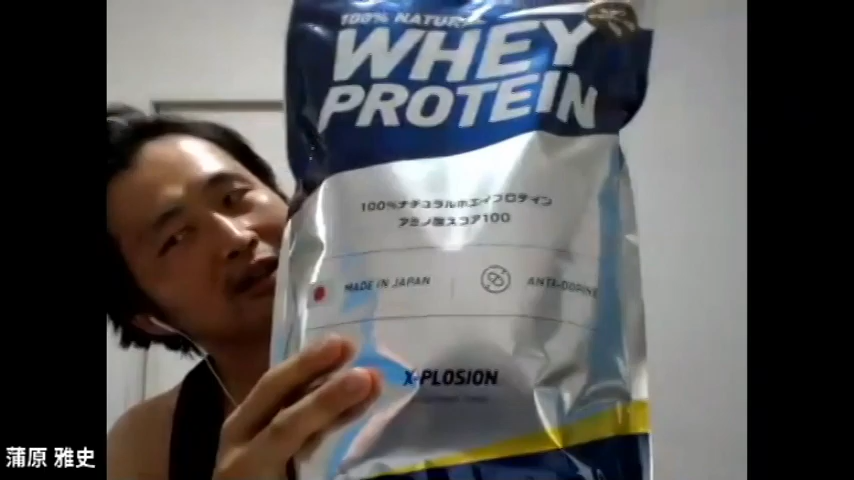 100% NATURAL
WHEY
PROTEIN
100%ナチュラルホエイプロテイン
アミノ酸スコア100
MADE IN JAPAN
ANTI-DOPING
X-PLOSION
蒲原 雅史